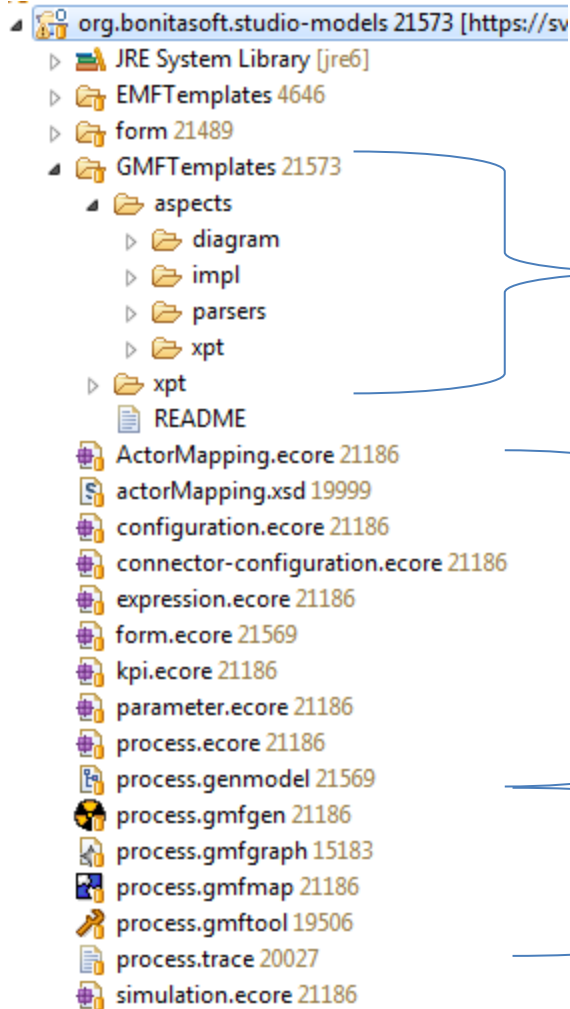 org.bonitasoft.studio-models 21573 [https://sv
JRE System Library [jre6]
EMFTemplates 4646
form 21489
GMFTemplates 21573
aspects
diagram
impl
parsers
xpt
xpt
README
ActorMapping.ecore 21186
actorMapping.xsd 19999
configuration.ecore 21186
connector-configuration.ecore 21186
expression.ecore 21186
form.ecore 21569
kpi.ecore 21186
parameter.ecore 21186
process.ecore 21186
process.genmodel 21569
process.gmfgen 21186
process.gmfgraph 15183
process.gmfmap 21186
process.gmftool 19506
process.trace 20027
simulation.ecore 21186